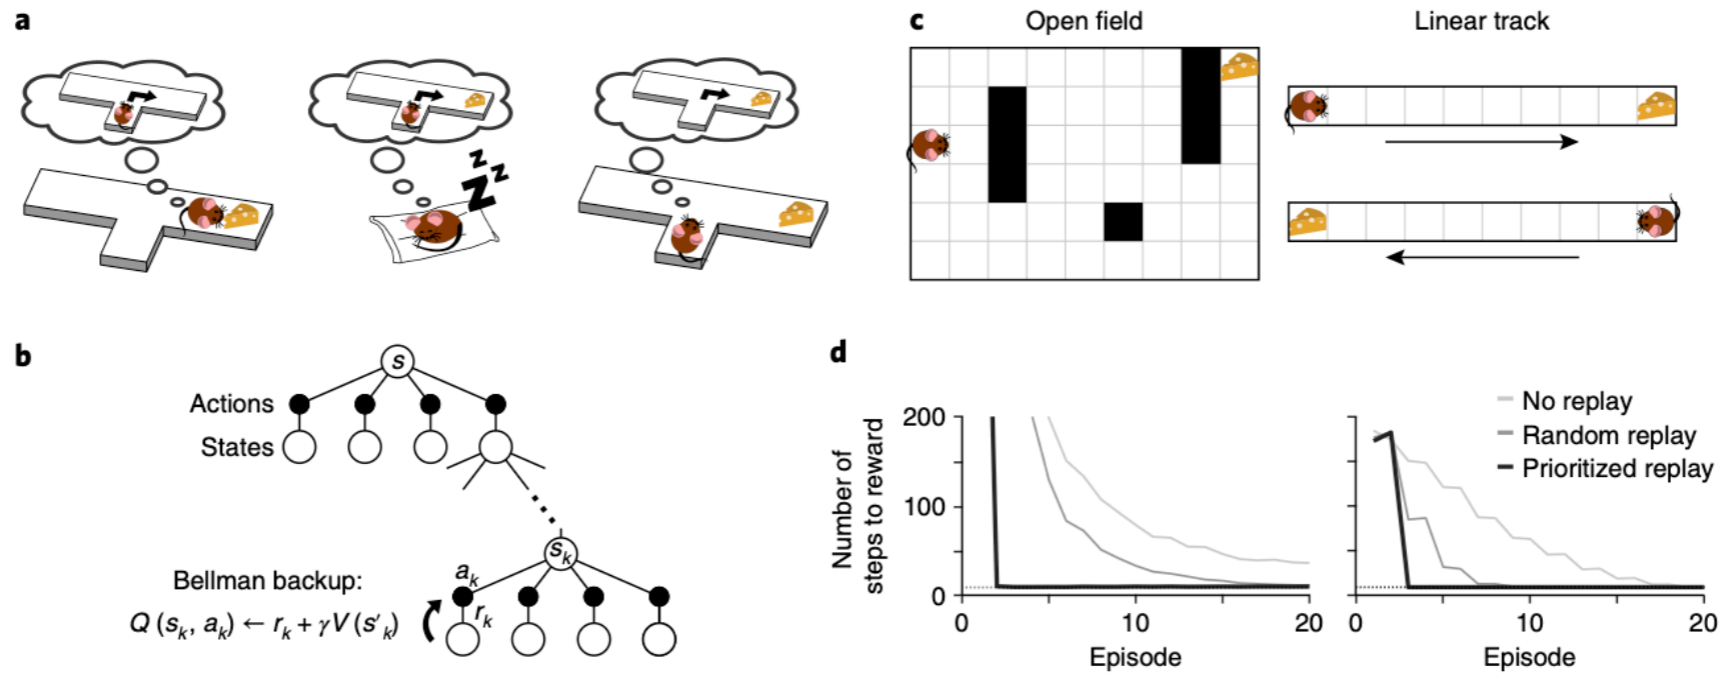 a
z
z
Z
c
Open field
Linear track
b
s
Actions
States
s_k
a_k
Bellman backup:
r_k
Q (s_k, a_k) ← r_k + γV (s′_k)
d
No replay
Random replay
Prioritized replay
Number of
steps to reward
200
100
0
0
10
20
Episode
0
10
20
Episode